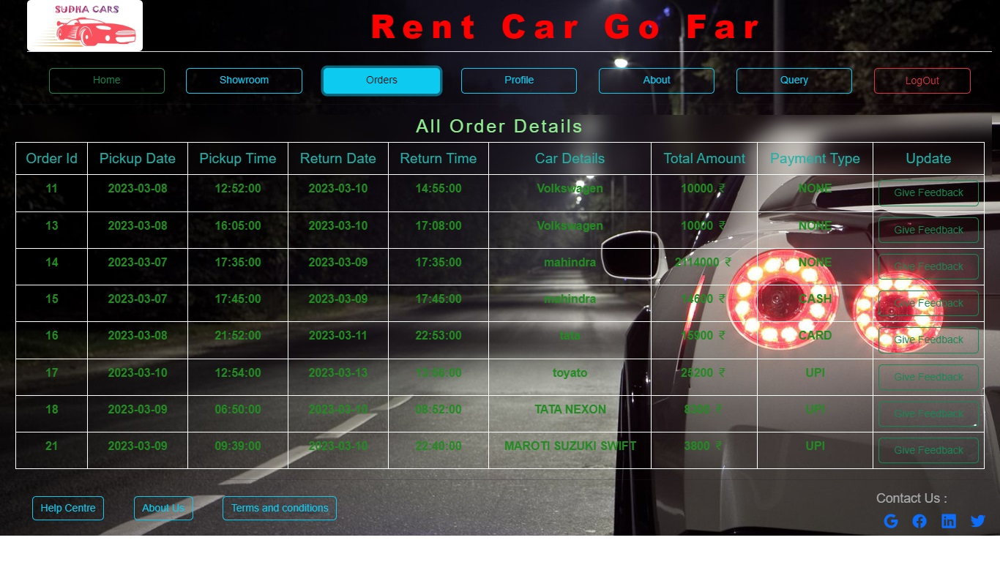 SUDHA CARS
Rent Car Go Far
Home Showroom Orders Profile About Query LogOut
All Order Details
Order Id Pickup Date Pickup Time Return Date Return Time Car Details Total Amount Payment Type Update
11 2023-03-08 12:52:00 2023-03-10 14:55:00 Volkswagen 10000 ₹ NONE Give Feedback
13 2023-03-08 16:05:00 2023-03-10 17:08:00 Volkswagen 10000 ₹ NONE Give Feedback
14 2023-03-07 17:35:00 2023-03-09 17:35:00 mahindra 2114000 ₹ NONE Give Feedback
15 2023-03-07 17:45:00 2023-03-09 17:45:00 mahindra 14600 ₹ CASH Give Feedback
16 2023-03-08 21:52:00 2023-03-11 22:53:00 tata 15900 ₹ CARD Give Feedback
17 2023-03-10 12:54:00 2023-03-13 toyato 25200 ₹ UPI Give Feedback
18 2023-03-09 06:50:00 2023-03-10 08:52:00 TATA NEXON ₹ UPI Give Feedback
21 2023-03-09 09:39:00 2023-03-10 22:40:00 MAROTI SUZUKI SWIFT 3800 ₹ UPI Give Feedback
Help Centre About Us Terms and conditions
Contact Us :